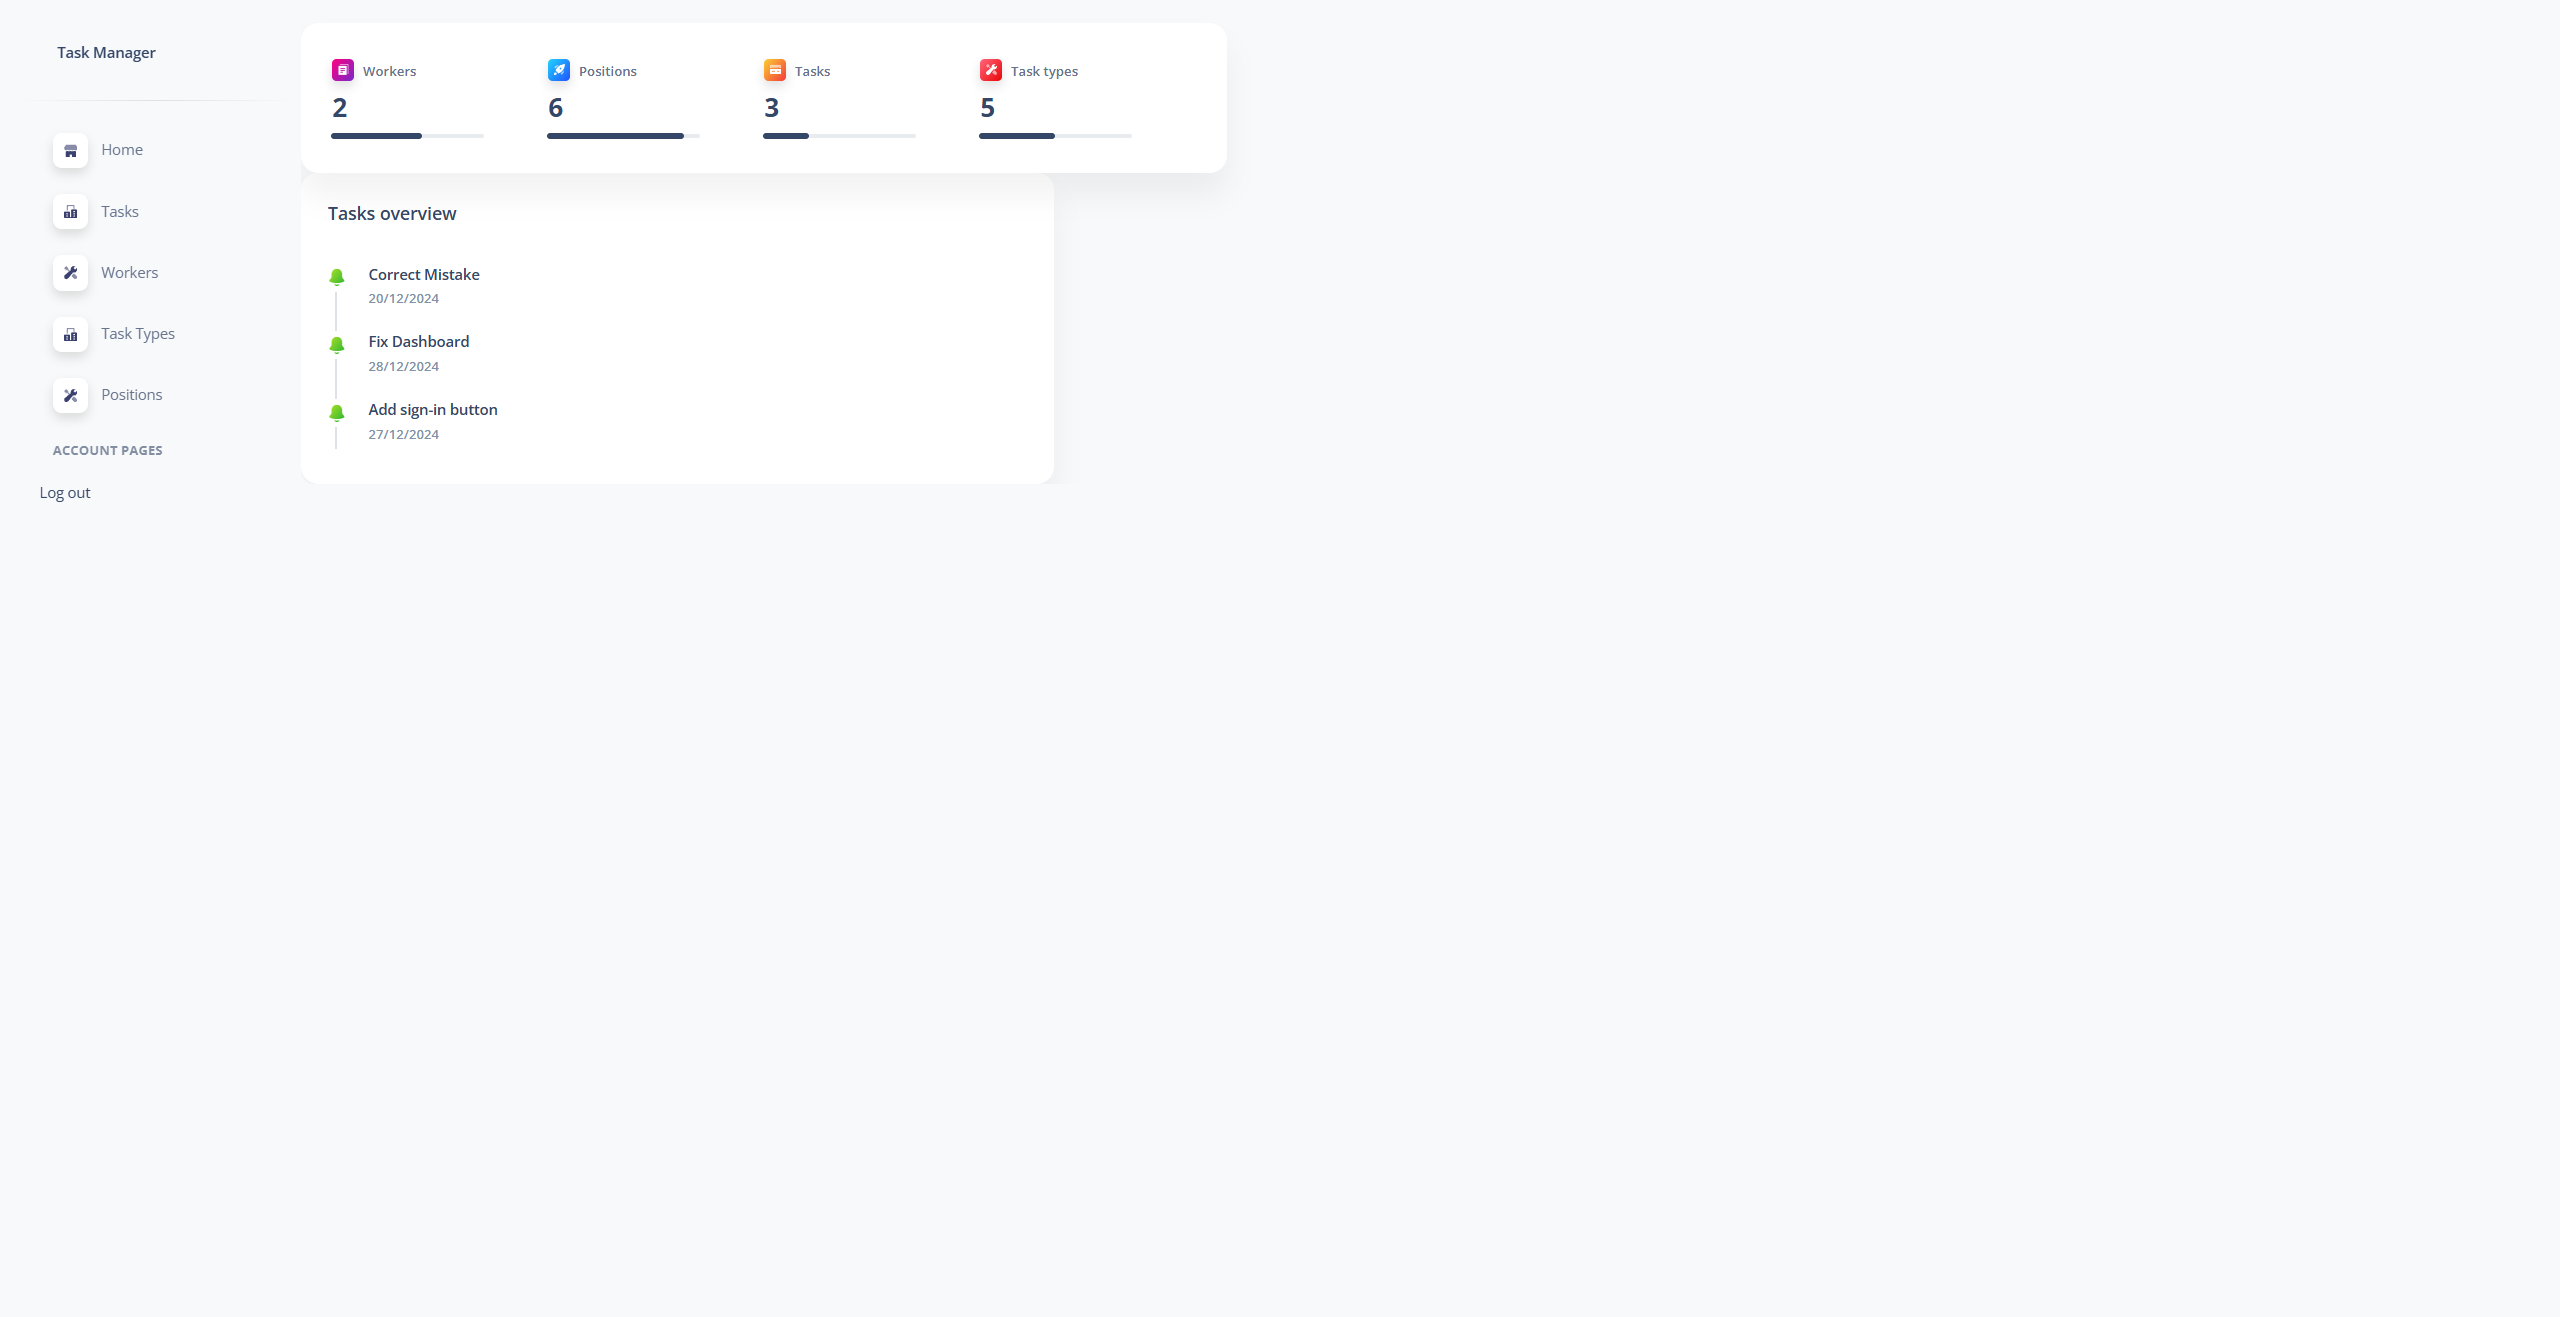 Task Manager
Home
Tasks
Workers
Task Types
Positions
ACCOUNT PAGES
Log out
Workers
2
Positions
6
Tasks
3
Task types
5
Tasks overview
Correct Mistake
20/12/2024
Fix Dashboard
28/12/2024
Add sign-in button
27/12/2024